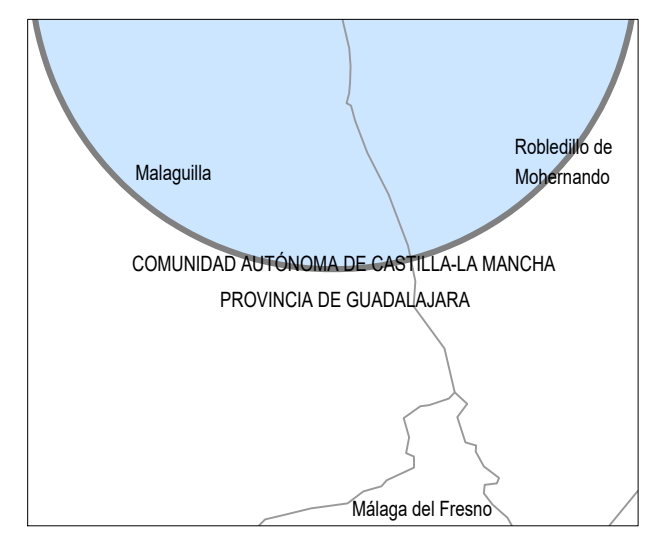 Robledillo de
Mohernando
Malaguilla
COMUNIDAD AUTÓNOMA DE CASTILLA-LA MANCHA
PROVINCIA DE GUADALAJARA
Málaga del Fresno